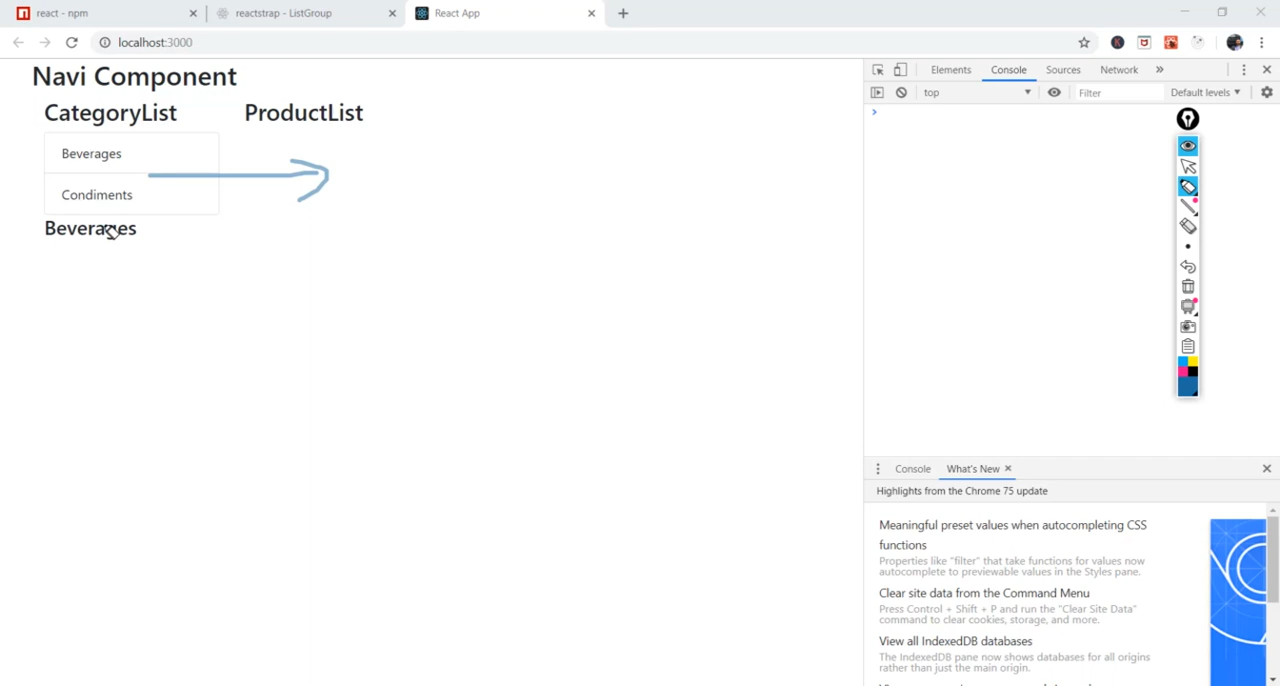 react - npm
reactstrap - ListGroup
React App
localhost:3000
Navi Component
CategoryList
ProductList
Beverages
Condiments
Beverages
Elements
Console
Sources
Network
top
Filter
Default levels
Console
What's New
Highlights from the Chrome 75 update
Meaningful preset values when autocompleting CSS
functions
Properties like "filter" that take functions for values now
autocomplete to previewable values in the Styles pane.
Clear site data from the Command Menu
Press Control + Shift + P and run the "Clear Site Data"
command to clear cookies, storage, and more.
View all IndexedDB databases
The IndexedDB pane now shows databases for all origins
rather than just the main origin.